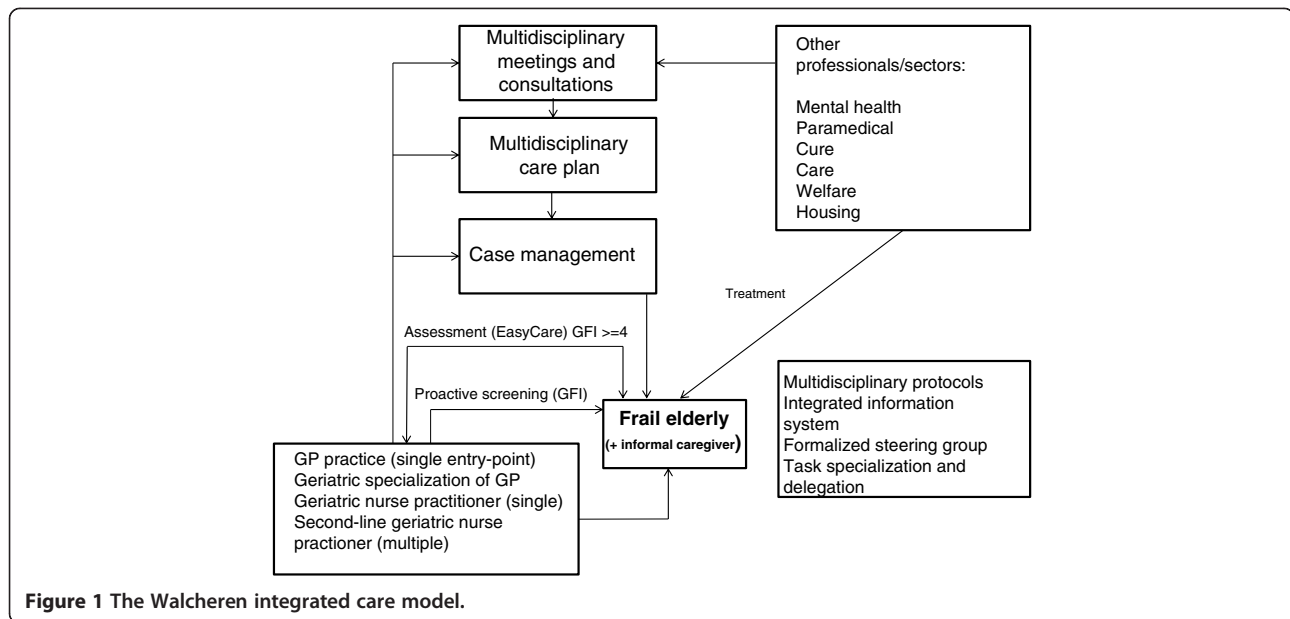 Multidisciplinary
meetings and
consultations
Other
professionals/sectors:
Mental health
Paramedical
Cure
Care
Welfare
Housing
Multidisciplinary
care plan
Case management
Treatment
Assessment (EasyCare) GFI >=4
Proactive screening (GFI)
Frail elderly
(+ informal caregiver)
Multidisciplinary protocols
Integrated information
system
Formalized steering group
Task specialization and
delegation
GP practice (single entry-point)
Geriatric specialization of GP
Geriatric nurse practitioner (single)
Second-line geriatric nurse
practioner (multiple)
Figure 1 The Walcheren integrated care model.